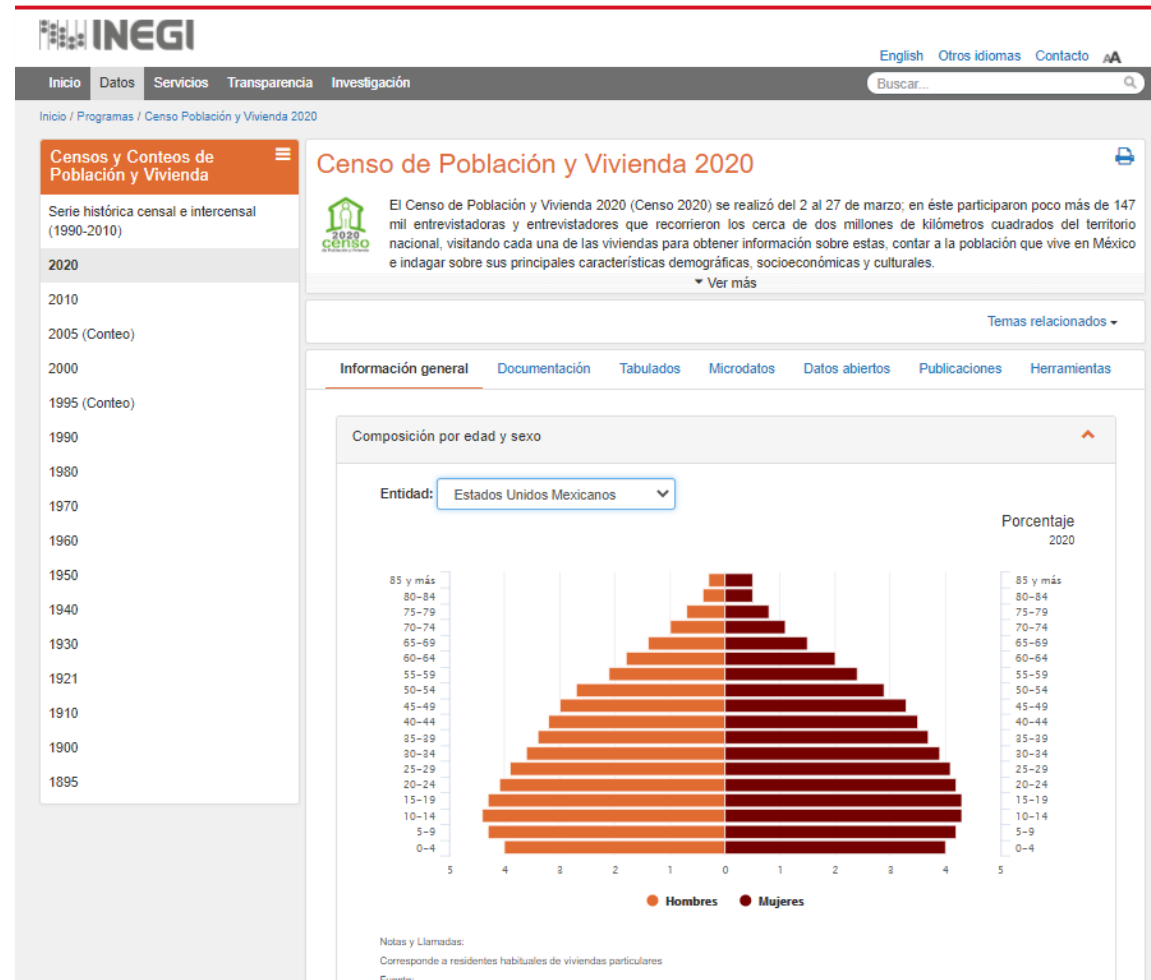 INEGI
English Otros idiomas Contacto AA
Inicio Datos Servicios Transparencia Investigación Buscar...
Inicio / Programas / Censo Población y Vivienda 2020
Censos y Conteos de
Población y Vivienda
Serie histórica censal e intercensal
(1990-2010)
2020
2010
2005 (Conteo)
2000
1995 (Conteo)
1990
1980
1970
1960
1950
1940
1930
1921
1910
1900
1895
Censo de Población y Vivienda 2020
2020
censo
El Censo de Población y Vivienda 2020 (Censo 2020) se realizó del 2 al 27 de marzo; en éste participaron poco más de 147
mil entrevistadoras y entrevistadores que recorrieron los cerca de dos millones de kilómetros cuadrados del territorio
nacional, visitando cada una de las viviendas para obtener información sobre estas, contar a la población que vive en México
e indagar sobre sus principales características demográficas, socioeconómicas y culturales.
Ver más
Temas relacionados
Información general Documentación Tabulados Microdatos Datos abiertos Publicaciones Herramientas
Composición por edad y sexo
Entidad: Estados Unidos Mexicanos
Porcentaje
2020
85 y más 85 y más
80-84 80-84
75-79 75-79
70-74 70-74
65-69 65-69
60-64 60-64
55-59 55-59
50-54 50-54
45-49 45-49
40-44 40-44
35-39 35-39
30-34 30-34
25-29 25-29
20-24 20-24
15-19 15-19
10-14 10-14
5-9 5-9
0-4 0-4
5 4 3 2 1 0 1 2 3 4 5
Hombres Mujeres
Notas y Llamadas:
Corresponde a residentes habituales de viviendas particulares